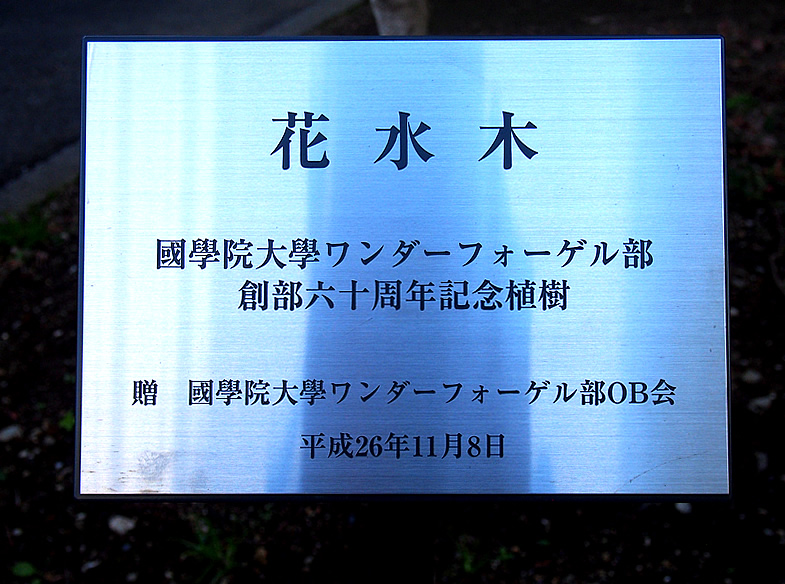 花水木
國學院大學ワンダーフォーゲル部
創部六十周年記念植樹
贈　國學院大學ワンダーフォーゲル部OB会
平成26年11月8日